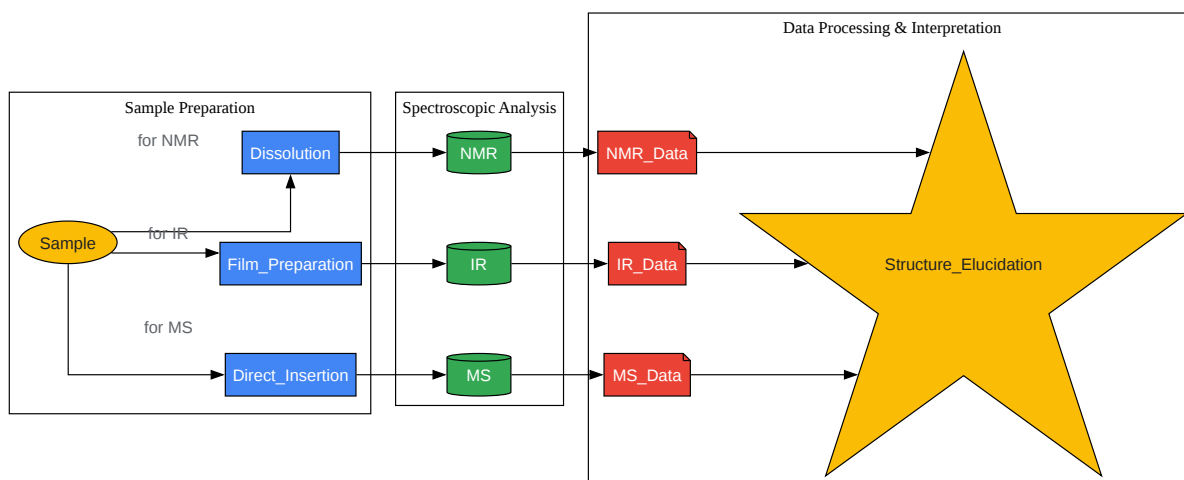 Data Processing & Interpretation
Sample Preparation
Spectroscopic Analysis
for NMR
Dissolution
NMR
NMR_Data
Sample
for IR
Film_Preparation
IR
IR_Data
Structure_Elucidation
for MS
Direct_Insertion
MS
MS_Data